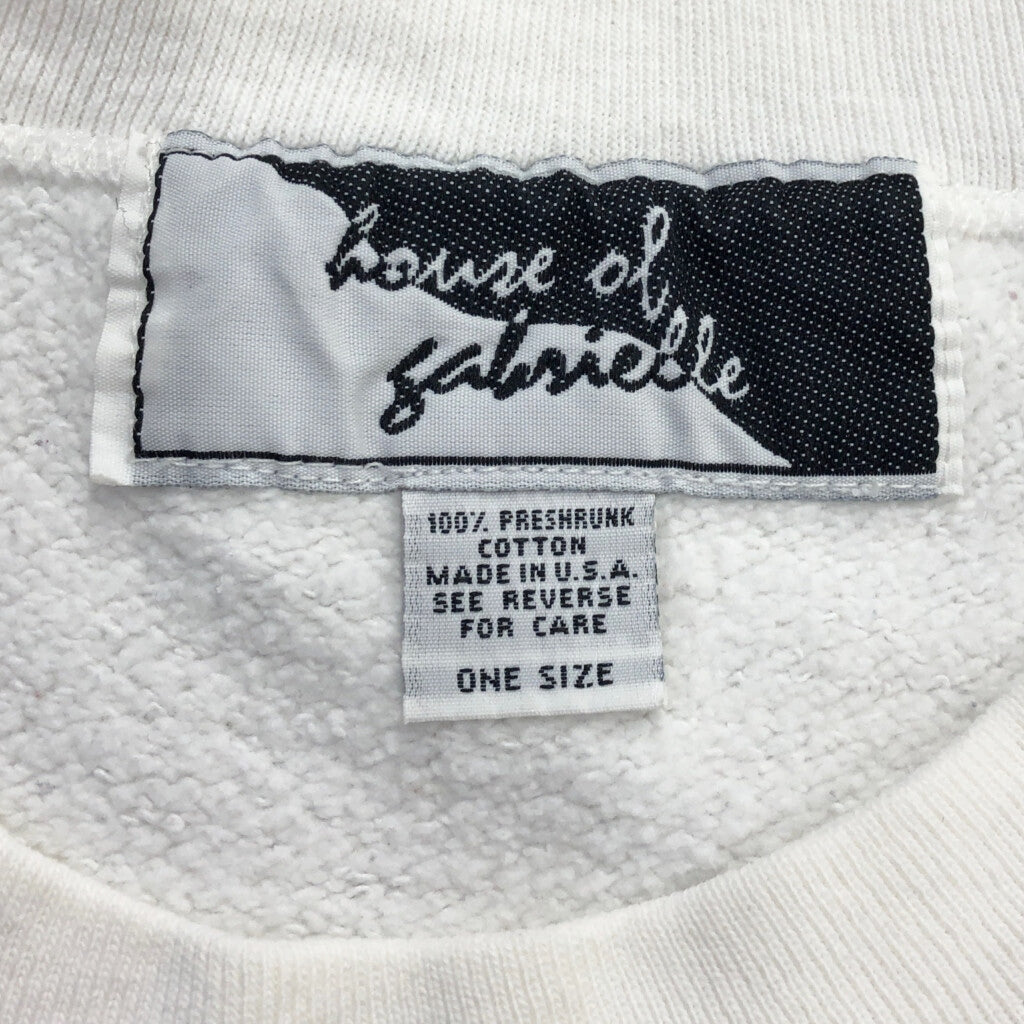 house of
gabrielle
100% PRESHRUNK
COTTON
MADE IN U.S.A.
SEE REVERSE
FOR CARE
ONE SIZE